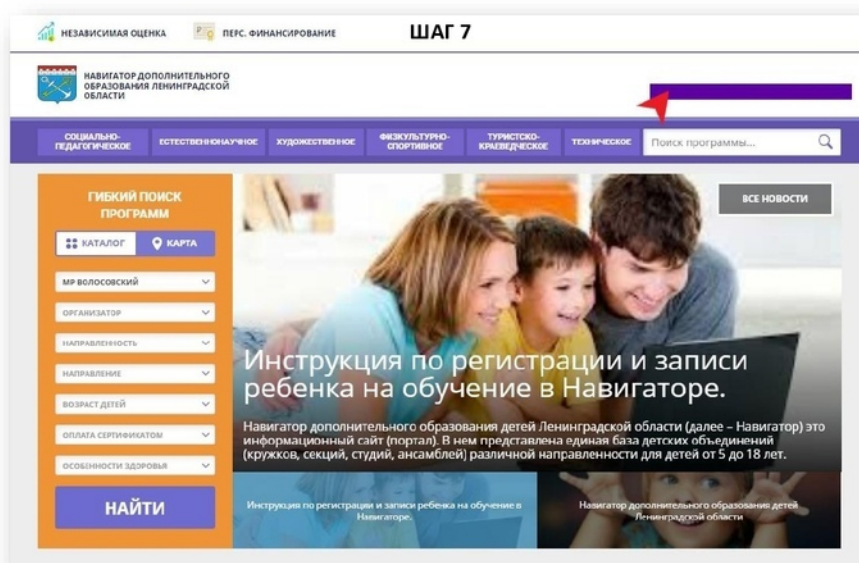 НЕЗАВИСИМАЯ ОЦЕНКА
ПЕРС. ФИНАНСИРОВАНИЕ
ШАГ 7
НАВИГАТОР ДОПОЛНИТЕЛЬНОГО
ОБРАЗОВАНИЯ ЛЕНИНГРАДСКОЙ
ОБЛАСТИ
СОЦИАЛЬНО-
ПЕДАГОГИЧЕСКОЕ
ЕСТЕСТВЕННОНАУЧНОЕ
ХУДОЖЕСТВЕННОЕ
ФИЗКУЛЬТУРНО-
СПОРТИВНОЕ
ТУРИСТСКО-
КРАЕВЕДЧЕСКОЕ
ТЕХНИЧЕСКОЕ
Поиск программы...
ГИБКИЙ ПОИСК
ПРОГРАММ
КАТАЛОГ
КАРТА
МР ВОЛОСОВСКИЙ
ОРГАНИЗАТОР
НАПРАВЛЕННОСТЬ
НАПРАВЛЕНИЕ
ВОЗРАСТ ДЕТЕЙ
ОПЛАТА СЕРТИФИКАТОМ
ОСОБЕННОСТИ ЗДОРОВЬЯ
НАЙТИ
ВСЕ НОВОСТИ
Инструкция по регистрации и записи
ребенка на обучение в Навигаторе.
Навигатор дополнительного образования детей Ленинградской области (далее – Навигатор) это
информационный сайт (портал). В нем представлена единая база детских объединений
(кружков, секций, студий, ансамблей) различной направленности для детей от 5 до 18 лет.
Инструкция по регистрации и записи ребенка на обучение в
Навигаторе.
Навигатор дополнительного образования детей
Ленинградской области